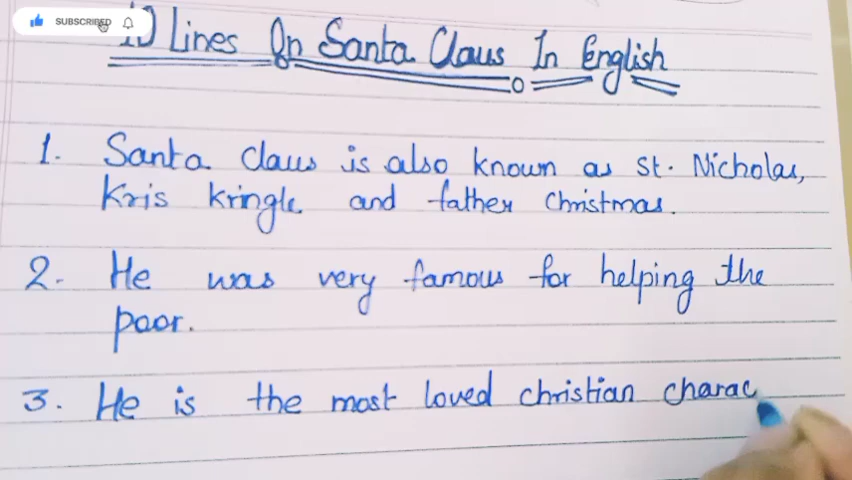 SUBSCRIBED
10 Lines On Santa Claus In English
1. Santa claus is also known as St. Nicholas,
Kris kringle and father christmas.
2. He was very famous for helping the
poor.
3. He is the most loved christian charac